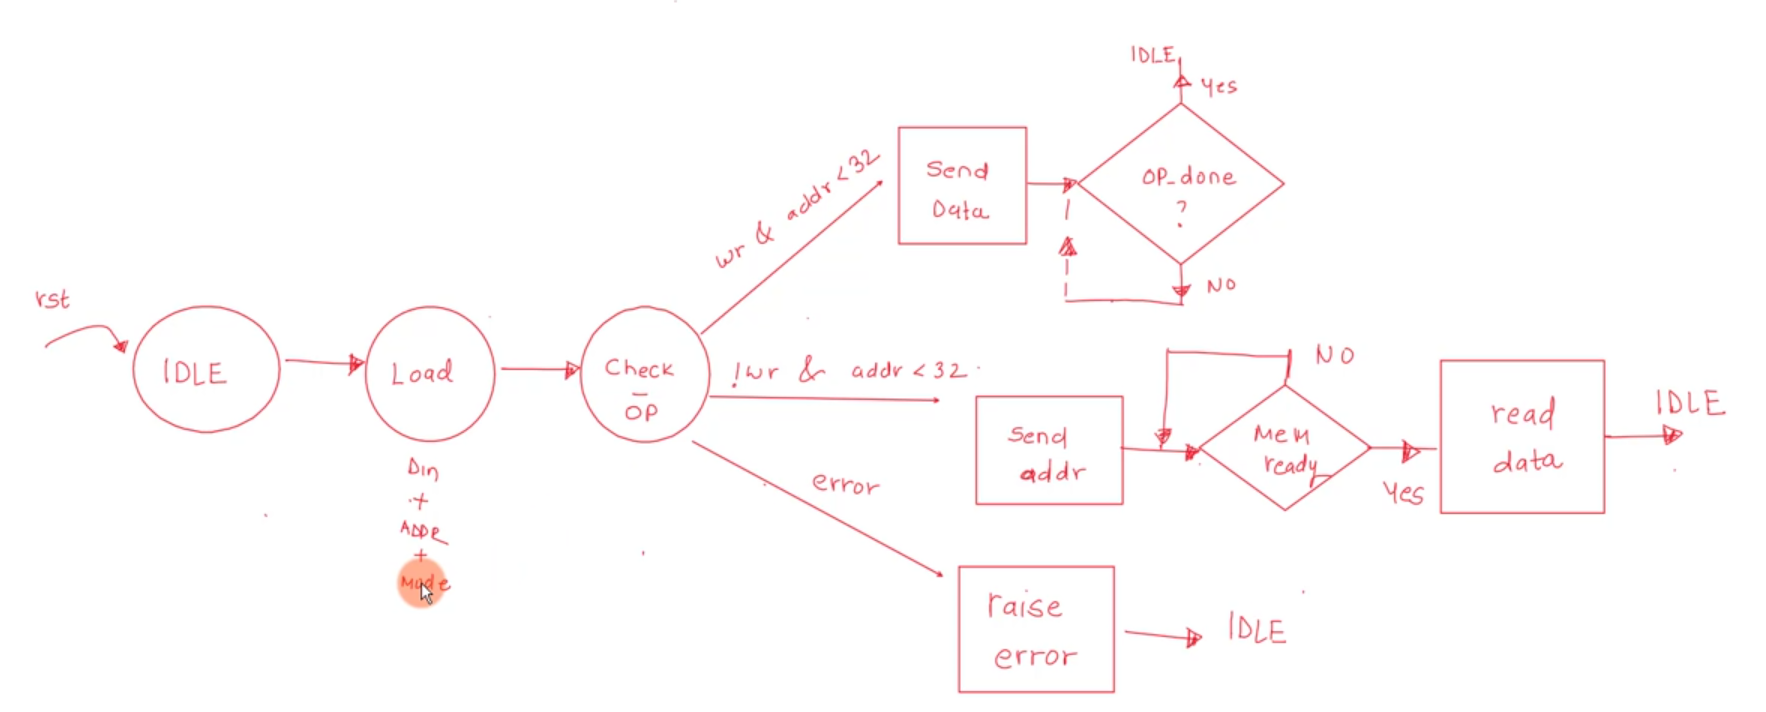 rst
IDLE
Load
Din
+
ADDR
+
Mode
Check
_
OP
wr & addr<32
Send
Data
OP_done
?
IDLE
Yes
NO
!wr & addr<32
Send
addr
Mem
ready
NO
Yes
read
data
IDLE
error
raise
error
IDLE